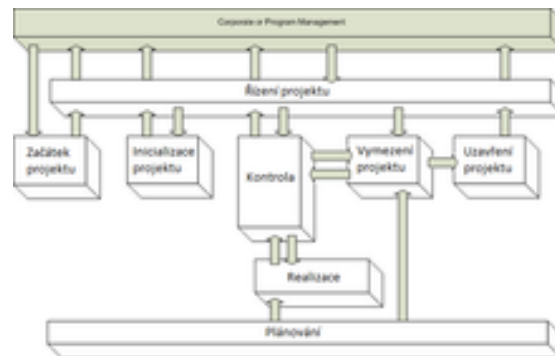 Corporate or Program Management
Řízení projektu
Začátek
projektu
Inicializace
projektu
Kontrola
Vymezení
projektu
Uzavření
projektu
Realizace
Plánování